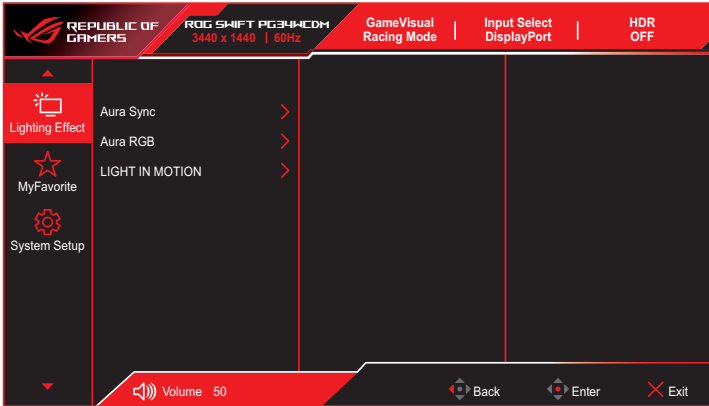 REPUBLIC OF
GAMERS
ROG SWIFT PG34WCDM
3440 x 1440 | 60Hz
GameVisual
Racing Mode
Input Select
DisplayPort
HDR
OFF
Lighting Effect
MyFavorite
System Setup
Aura Sync
Aura RGB
LIGHT IN MOTION
Volume 50
Back
Enter
Exit